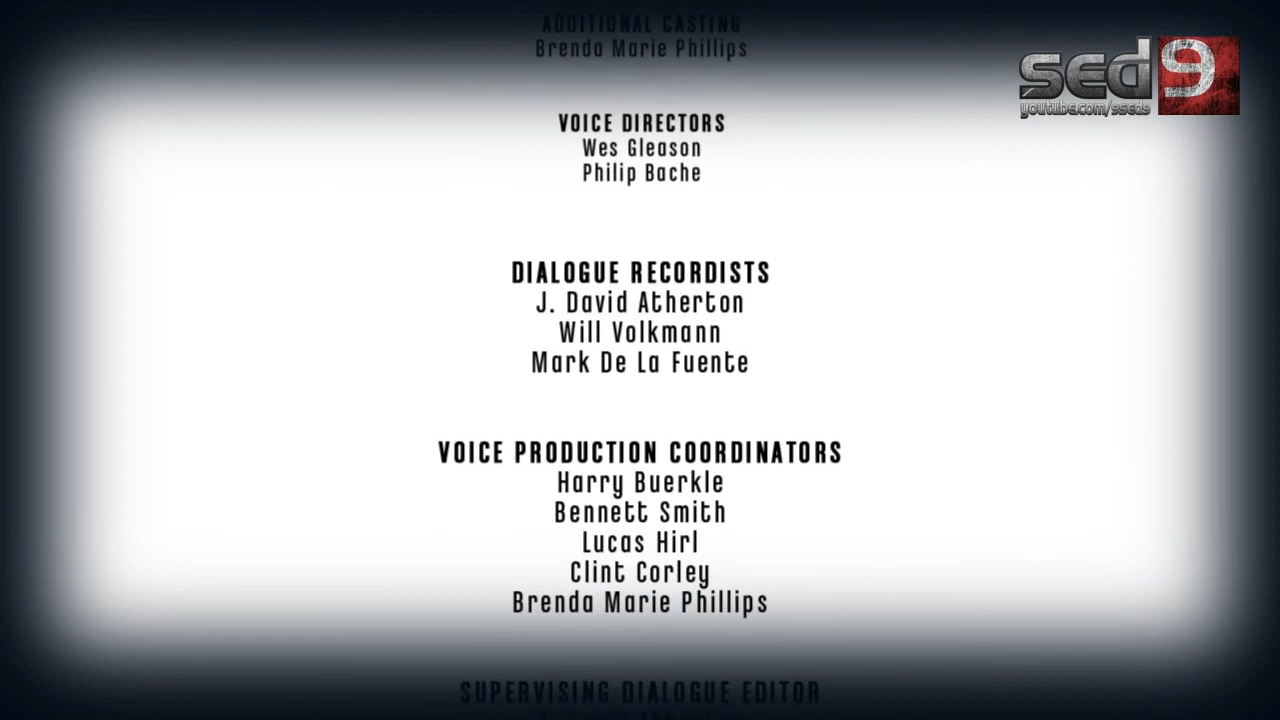 ADDITIONAL CASTING
Brenda Marie Phillips
sed9
youtube.com/9sed9
VOICE DIRECTORS
Wes Gleason
Philip Bache
DIALOGUE RECORDISTS
J. David Atherton
Will Volkmann
Mark De La Fuente
VOICE PRODUCTION COORDINATORS
Harry Buerkle
Bennett Smith
Lucas Hirl
Clint Corley
Brenda Marie Phillips
SUPERVISING DIALOGUE EDITOR